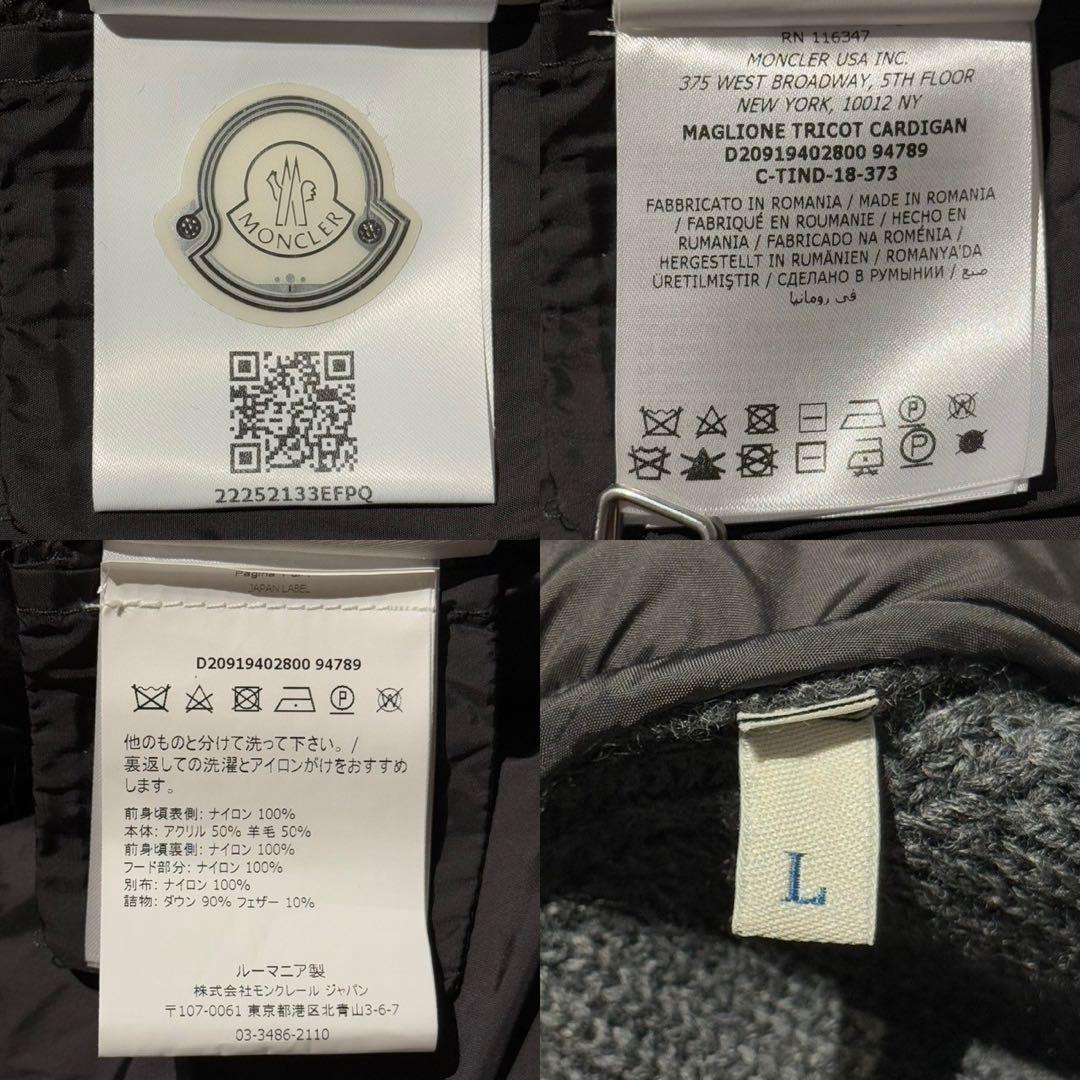 MONCLER
22252133EFPQ
RN 116347
MONCLER USA INC.
375 WEST BROADWAY, 5TH FLOOR
NEW YORK, 10012 NY
MAGLIONE TRICOT CARDIGAN
D20919402800 94789
C-TIND-18-373
FABBRICATO IN ROMANIA / MADE IN ROMANIA
/ FABRIQUÉ EN ROUMANIE / HECHO EN
RUMANIA / FABRICADO NA ROMÉNIA /
HERGESTELLT IN RUMÄNIEN / ROMANYA'DA
ÜRETILMIŞTIR / СДЕЛАНО В РУМЫНИИ / صنع
في رومانيا
P
P
JAPAN LABEL
D20919402800 94789
P
W
他のものと分けて洗って下さい。/
裏返しての洗濯とアイロンがけをおすすめ
します。
前身頃表側: ナイロン 100%
本体: アクリル 50% 羊毛 50%
前身頃裏側: ナイロン 100%
フード部分: ナイロン 100%
別布: ナイロン 100%
詰物: ダウン 90% フェザー 10%
ルーマニア製
株式会社モンクレール ジャパン
〒107-0061 東京都港区北青山3-6-7
03-3486-2110
L